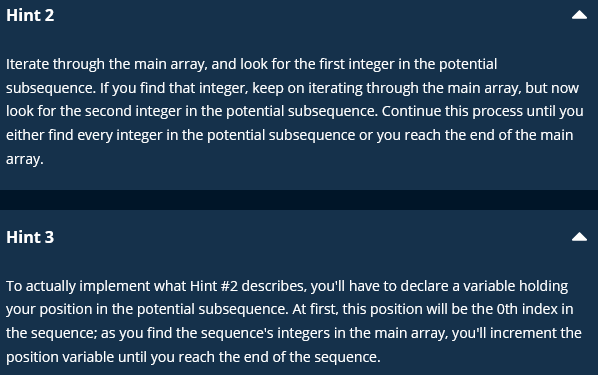 Hint 2
Iterate through the main array, and look for the first integer in the potential
subsequence. If you find that integer, keep on iterating through the main array, but now
look for the second integer in the potential subsequence. Continue this process until you
either find every integer in the potential subsequence or you reach the end of the main
array.
Hint 3
To actually implement what Hint #2 describes, you'll have to declare a variable holding
your position in the potential subsequence. At first, this position will be the 0th index in
the sequence; as you find the sequence's integers in the main array, you'll increment the
position variable until you reach the end of the sequence.